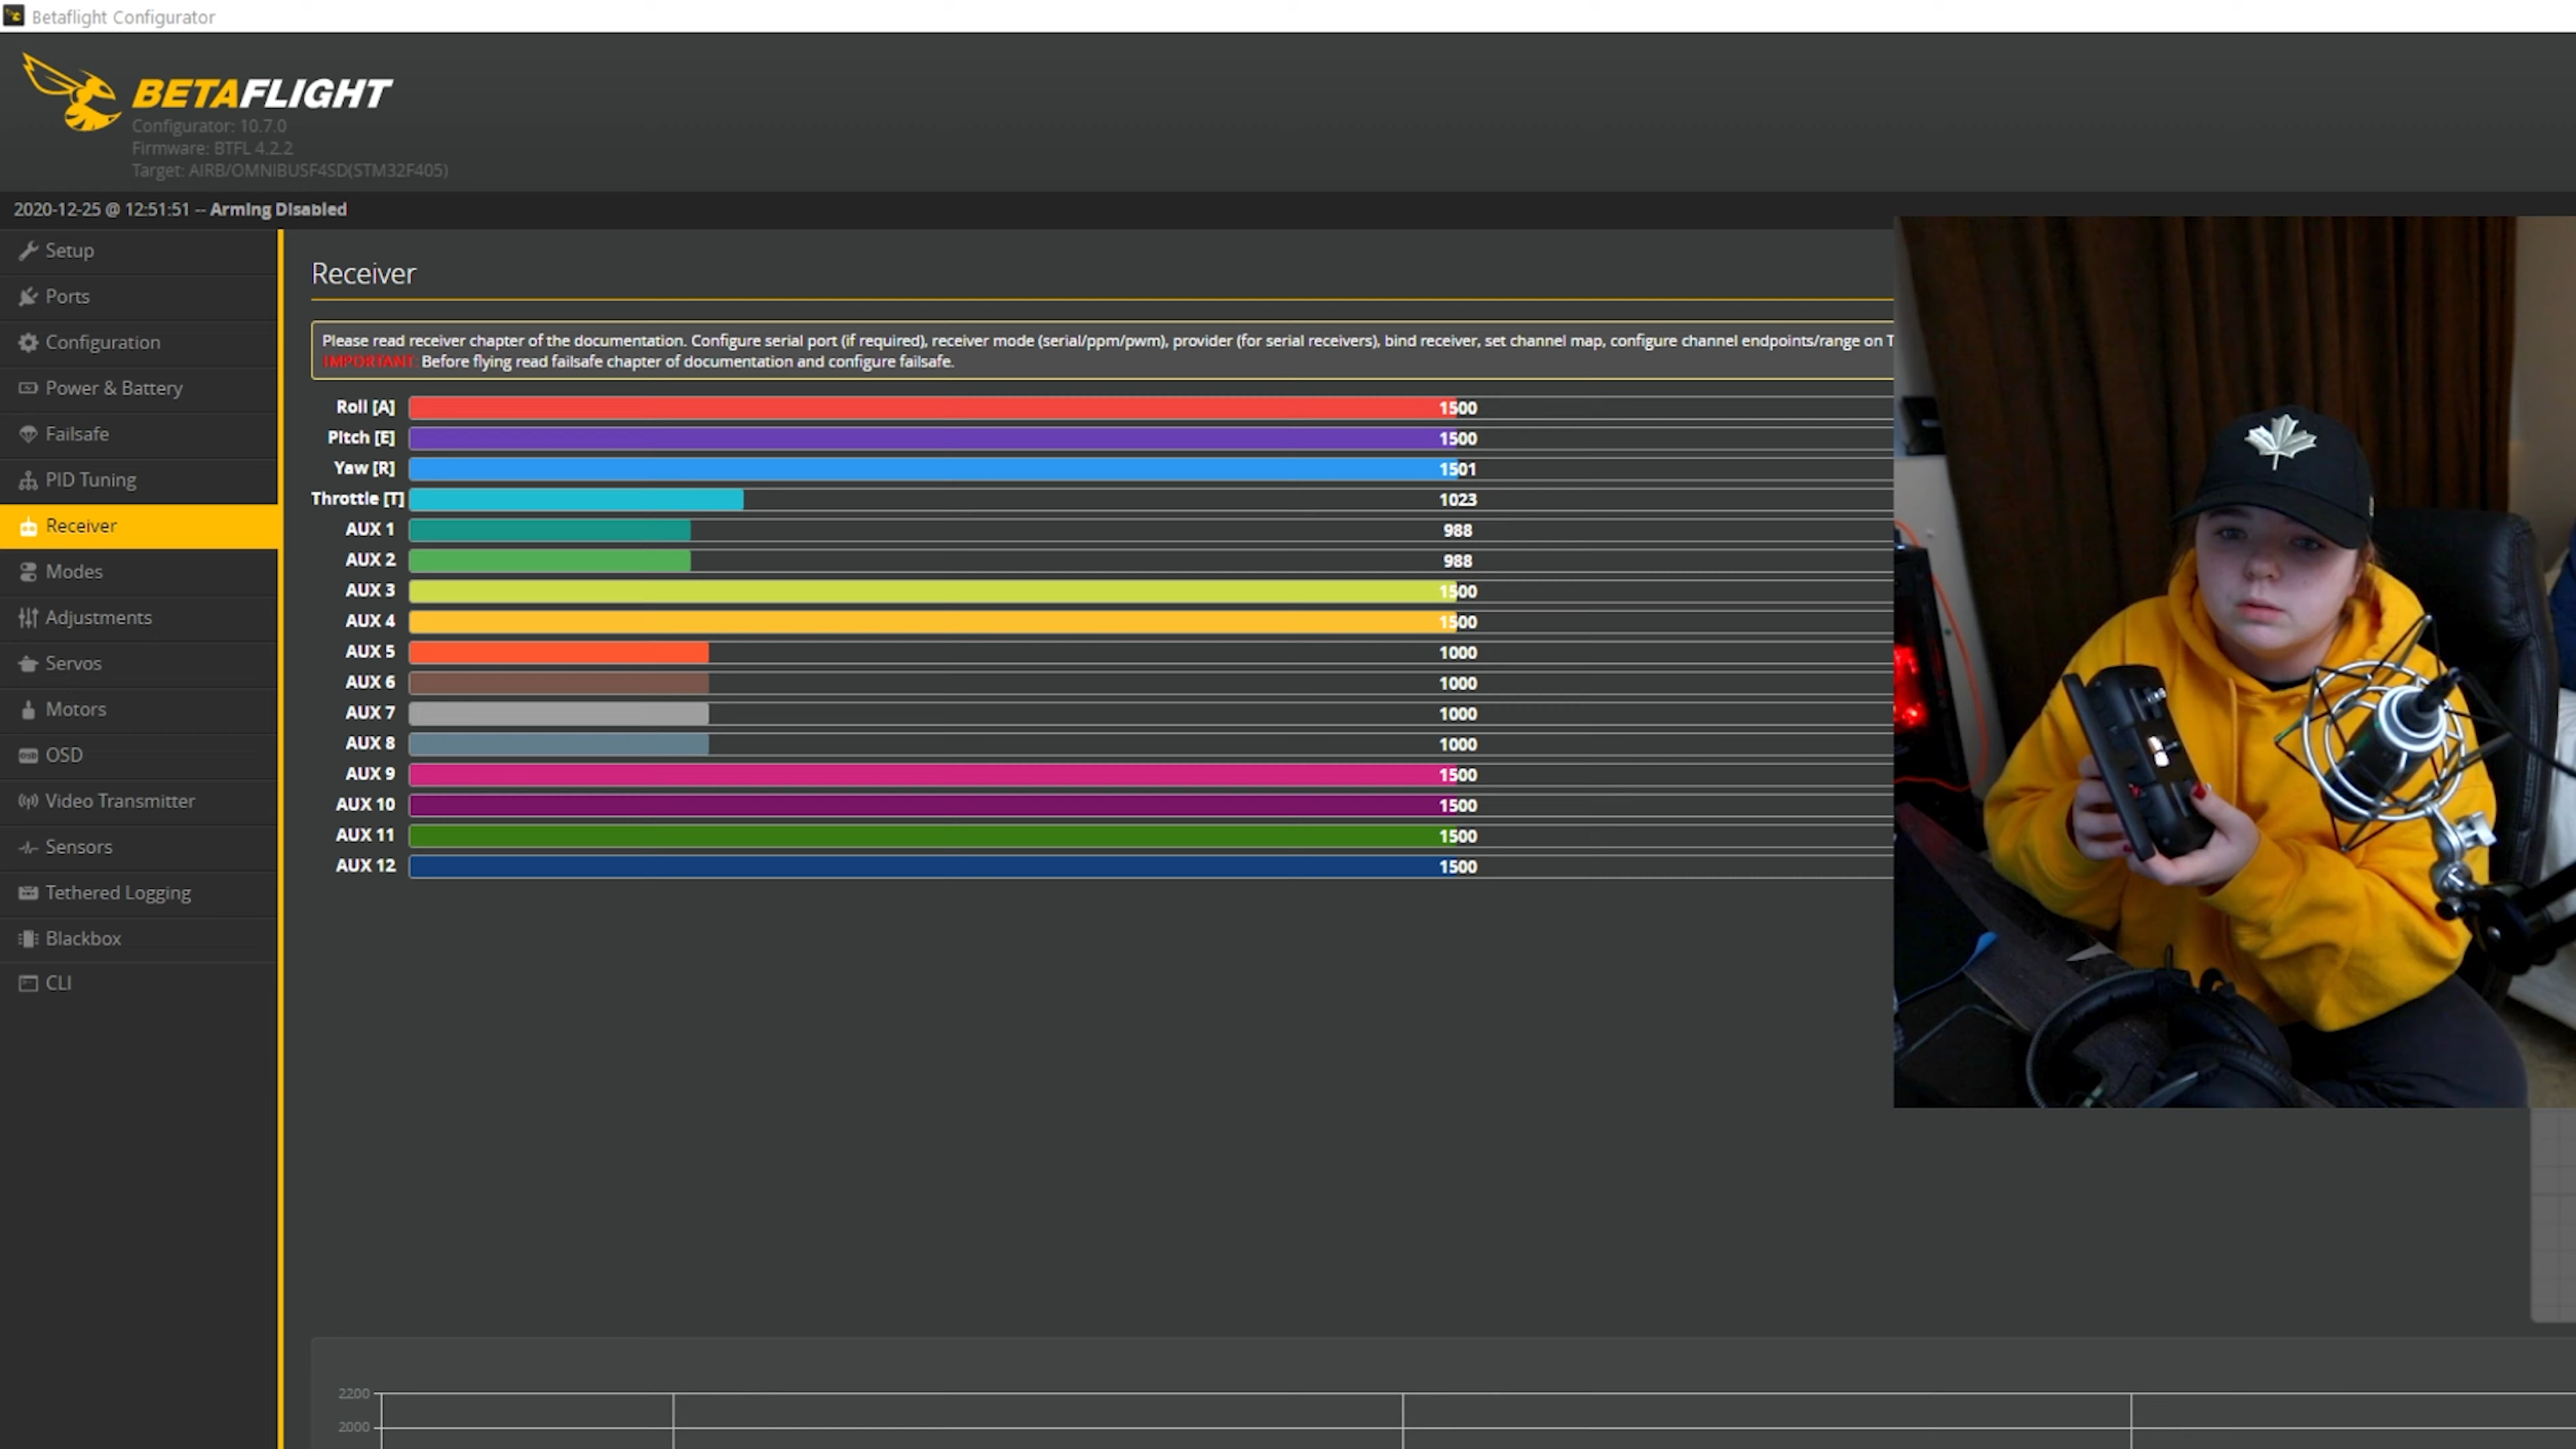 Betaflight Configurator
BETAFLIGHT
Configurator: 10.7.0
Firmware: BTFL 4.2.2
Target: AIRB/OMNIBUSF4SD(STM32F405)
2020-12-25 @ 12:51:51 -- Arming Disabled
Setup
Ports
Configuration
Power & Battery
Failsafe
PID Tuning
Receiver
Modes
Adjustments
Servos
Motors
OSD
Video Transmitter
Sensors
Tethered Logging
Blackbox
CLI
Receiver
Please read receiver chapter of the documentation. Configure serial port (if required), receiver mode (serial/ppm/pwm), provider (for serial receivers), bind receiver, set channel map, configure channel endpoints/range on T
IMPORTANT: Before flying read failsafe chapter of documentation and configure failsafe.
Roll [A] 1500
Pitch [E] 1500
Yaw [R] 1501
Throttle [T] 1023
AUX 1 988
AUX 2 988
AUX 3 1500
AUX 4 1500
AUX 5 1000
AUX 6 1000
AUX 7 1000
AUX 8 1000
AUX 9 1500
AUX 10 1500
AUX 11 1500
AUX 12 1500
2200
2000